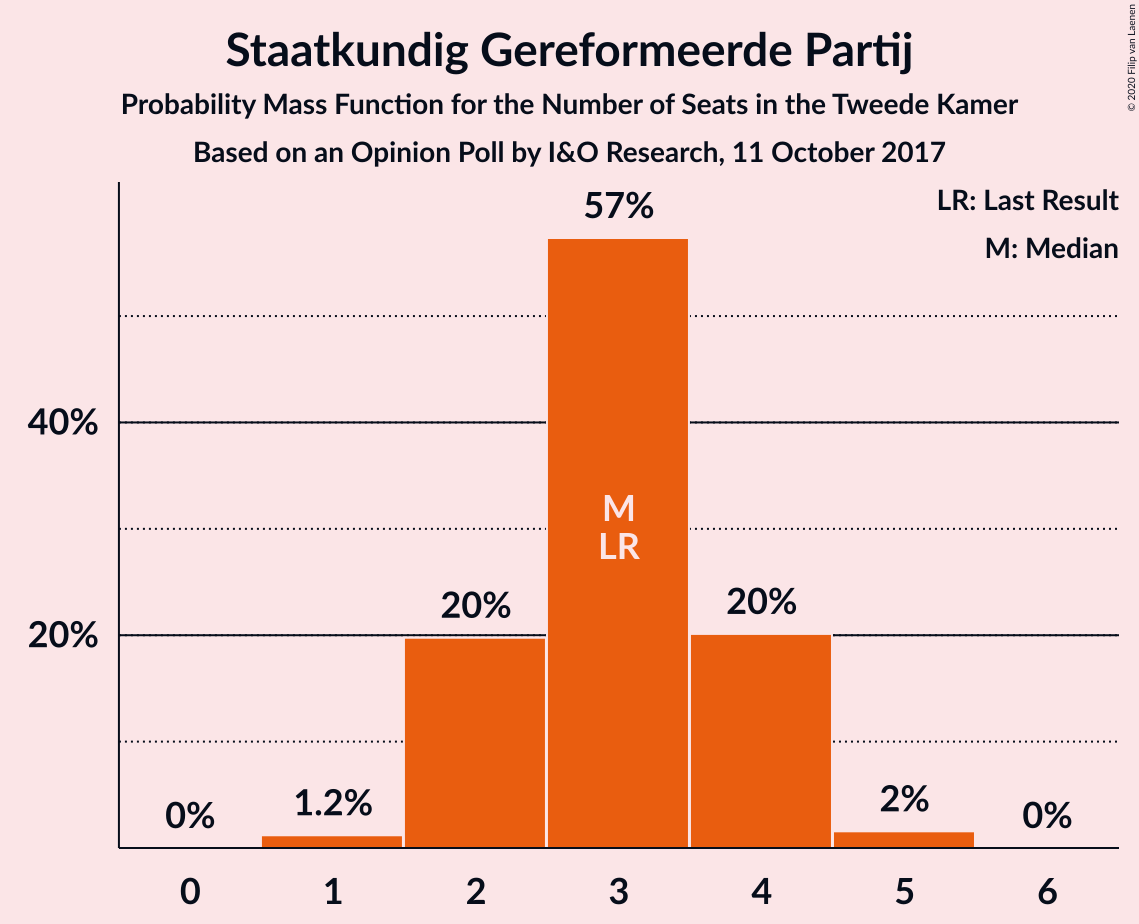 Staatkundig Gereformeerde Partij
Probability Mass Function for the Number of Seats in the Tweede Kamer
Based on an Opinion Poll by I&O Research, 11 October 2017
© 2020 Filip van Laenen
LR: Last Result
M: Median
57%
40%
M
LR
20%
20%
20%
0%
1.2%
2%
0%
0
1
2
3
4
5
6